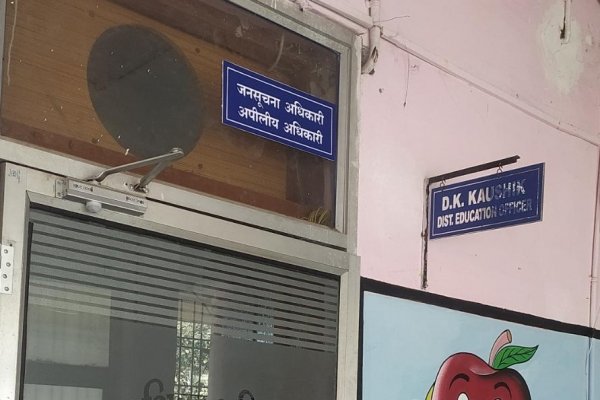 जनसूचना अधिकारी
अपीलीय अधिकारी
D.K. KAUSHIK
DIST. EDUCATION OFFICER